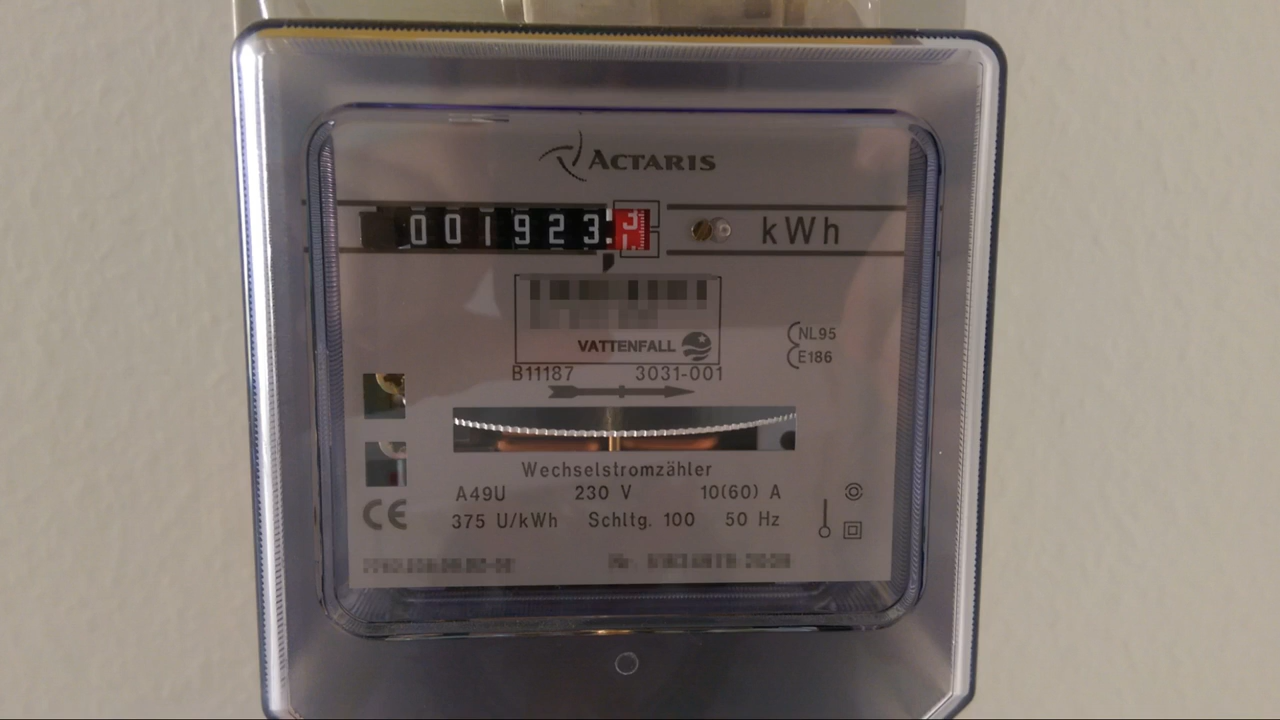 ACTARIS
001923
kWh
VATTENFALL
NL95
E186
B11187 3031-001
Wechselstromzähler
A49U 230 V 10(60) A
CE 375 U/kWh Schltg. 100 50 Hz